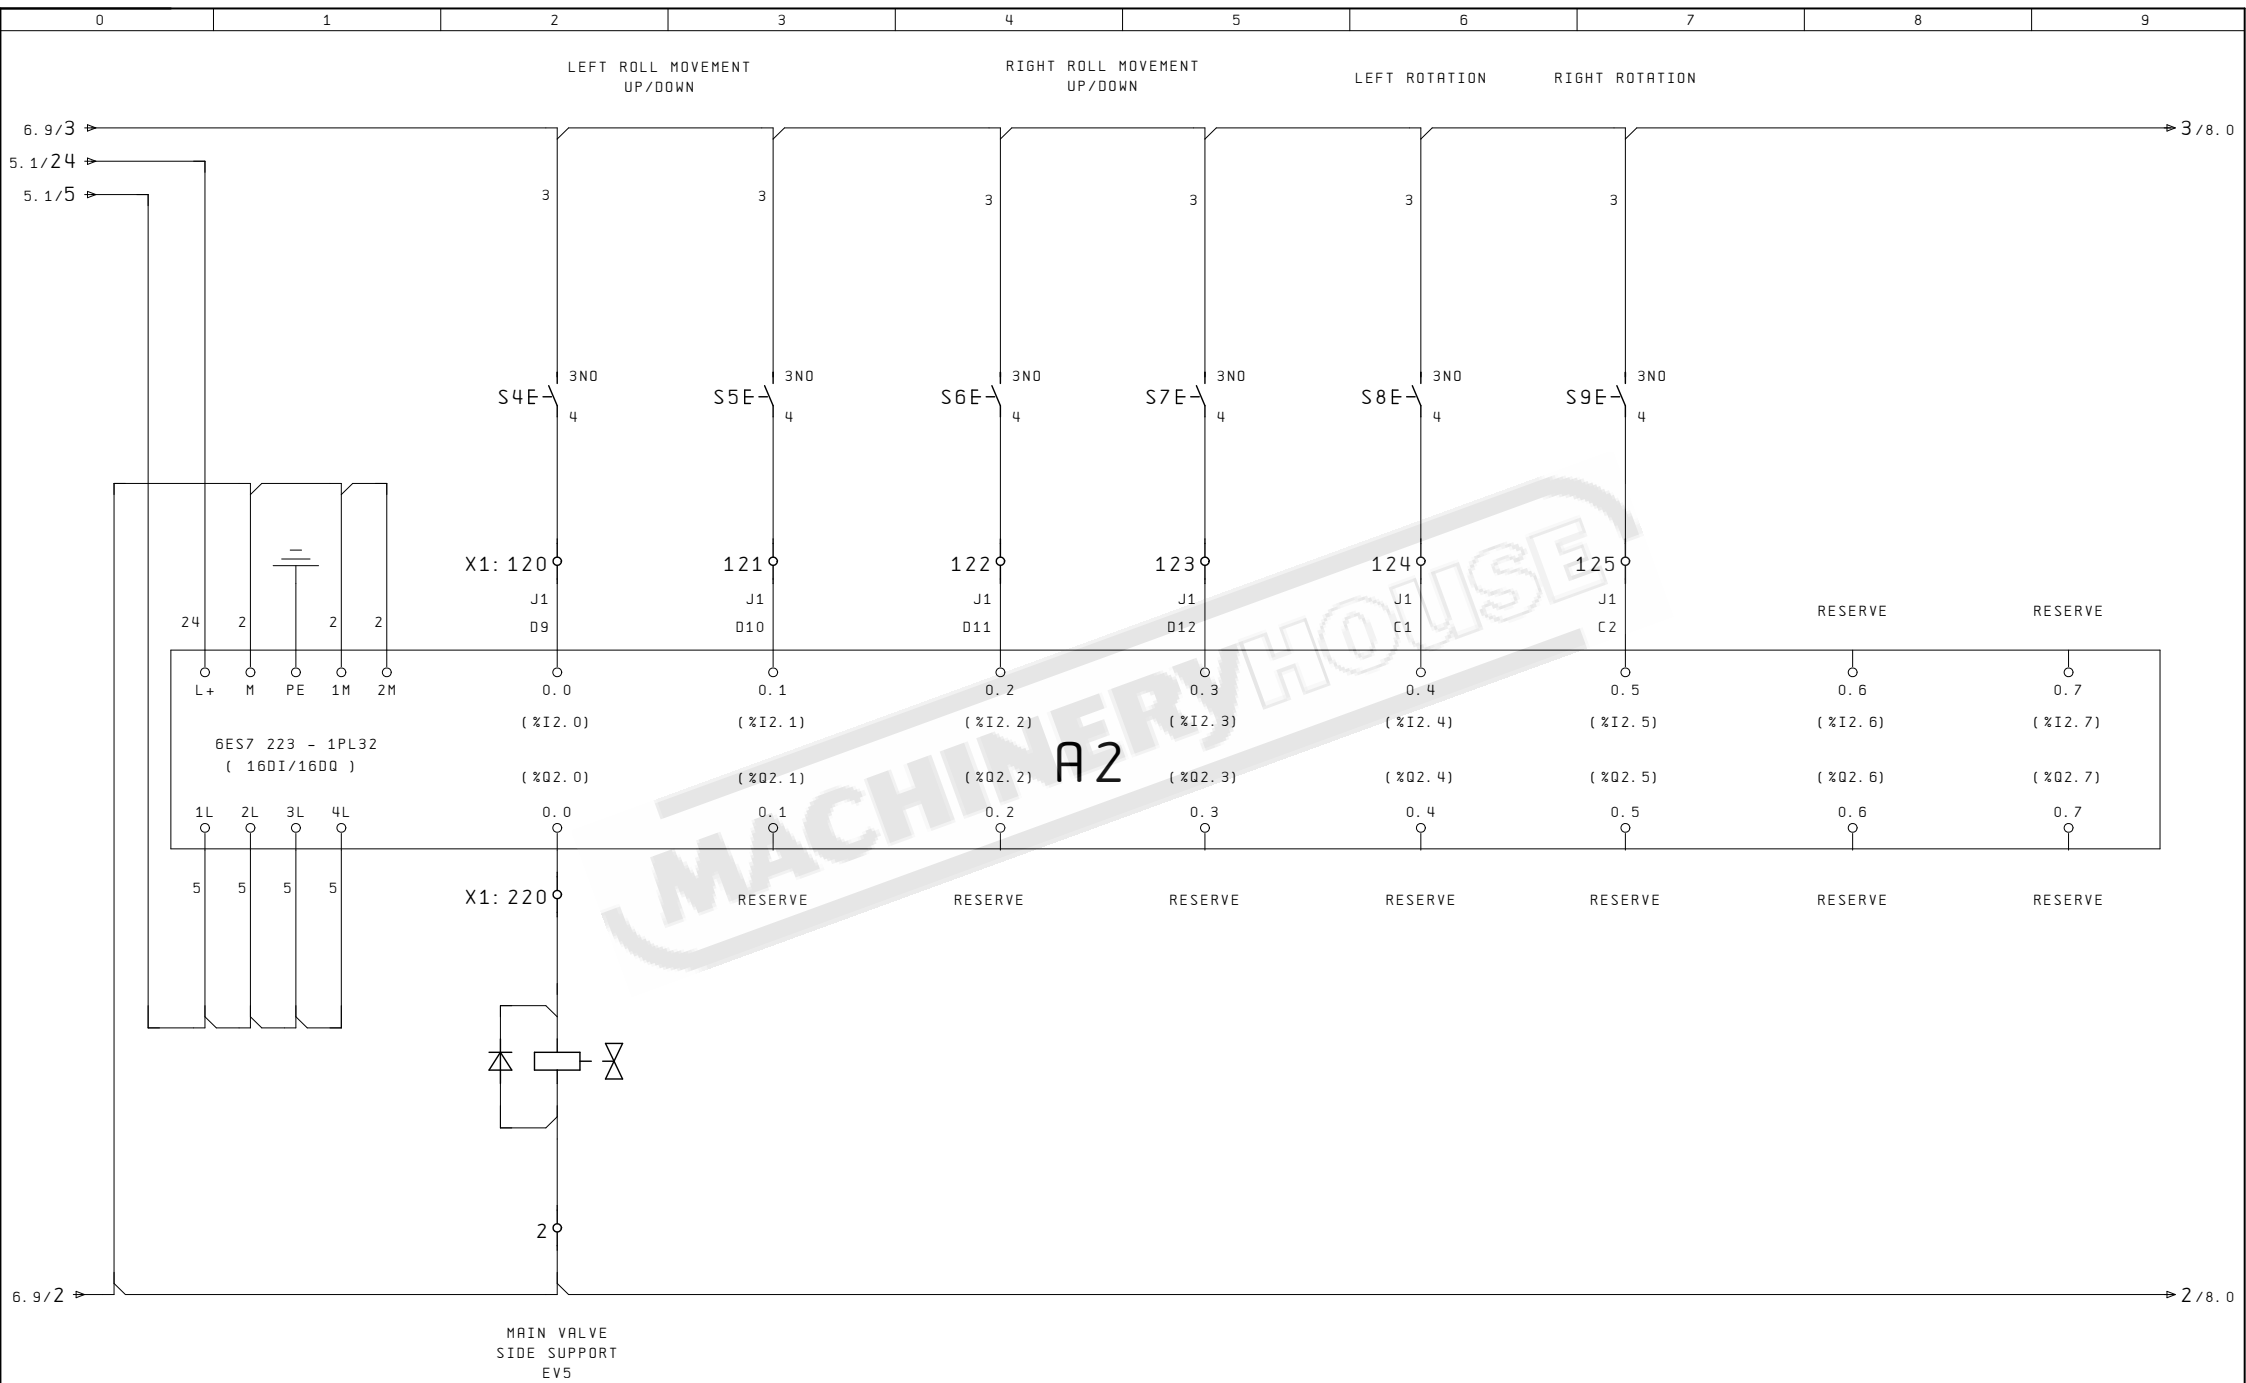 0 1 2 3 4 5 6 7 8 9
LEFT ROLL MOVEMENT
UP/DOWN
RIGHT ROLL MOVEMENT
UP/DOWN
LEFT ROTATION
RIGHT ROTATION
6.9/3
3/8.0
5.1/24
5.1/5
3 3 3 3 3 3
3NO 3NO 3NO 3NO 3NO 3NO
S4E S5E S6E S7E S8E S9E
4 4 4 4 4 4
X1:120 121 122 123 124 125
J1 J1 J1 J1 J1 J1
D9 D10 D11 D12 C1 C2
RESERVE RESERVE
24 2 2 2
L+ M PE 1M 2M
0.0 0.1 0.2 0.3 0.4 0.5 0.6 0.7
(%I2.0) (%I2.1) (%I2.2) (%I2.3) (%I2.4) (%I2.5) (%I2.6) (%I2.7)
6ES7 223 - 1PL32
( 16DI/16DQ )
A2
(%Q2.0) (%Q2.1) (%Q2.2) (%Q2.3) (%Q2.4) (%Q2.5) (%Q2.6) (%Q2.7)
1L 2L 3L 4L
0.0 0.1 0.2 0.3 0.4 0.5 0.6 0.7
5 5 5 5
X1:220
RESERVE RESERVE RESERVE RESERVE RESERVE RESERVE RESERVE
MACHINERYHOUSE
2
6.9/2
2/8.0
MAIN VALVE
SIDE SUPPORT
EV5